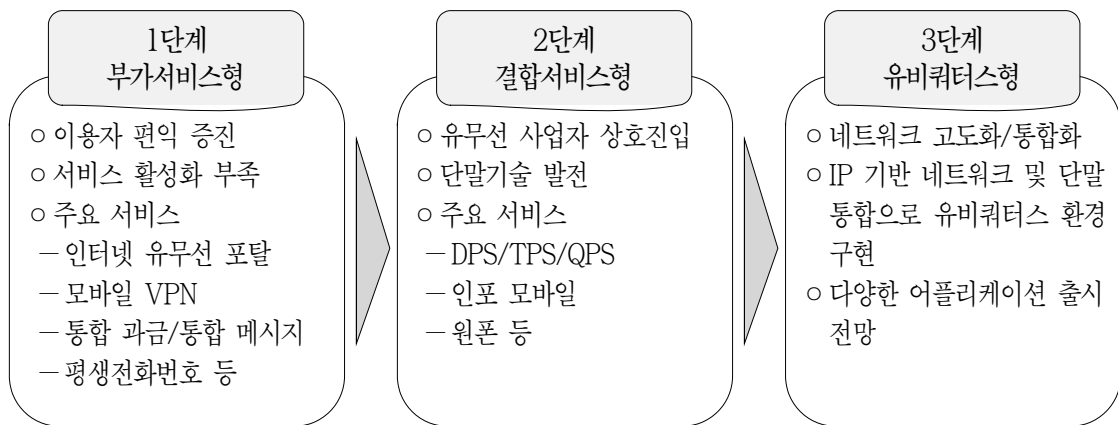 1단계
부가서비스형
○ 이용자 편익 증진
○ 서비스 활성화 부족
○ 주요 서비스
－인터넷 유무선 포탈
－모바일 VPN
－통합 과금/통합 메시지
－평생전화번호 등
2단계
결합서비스형
○ 유무선 사업자 상호진입
○ 단말기술 발전
○ 주요 서비스
－DPS/TPS/QPS
－인포 모바일
－원폰 등
3단계
유비쿼터스형
○ 네트워크 고도화/통합화
○ IP 기반 네트워크 및 단말
통합으로 유비쿼터스 환경
구현
○ 다양한 어플리케이션 출시
전망